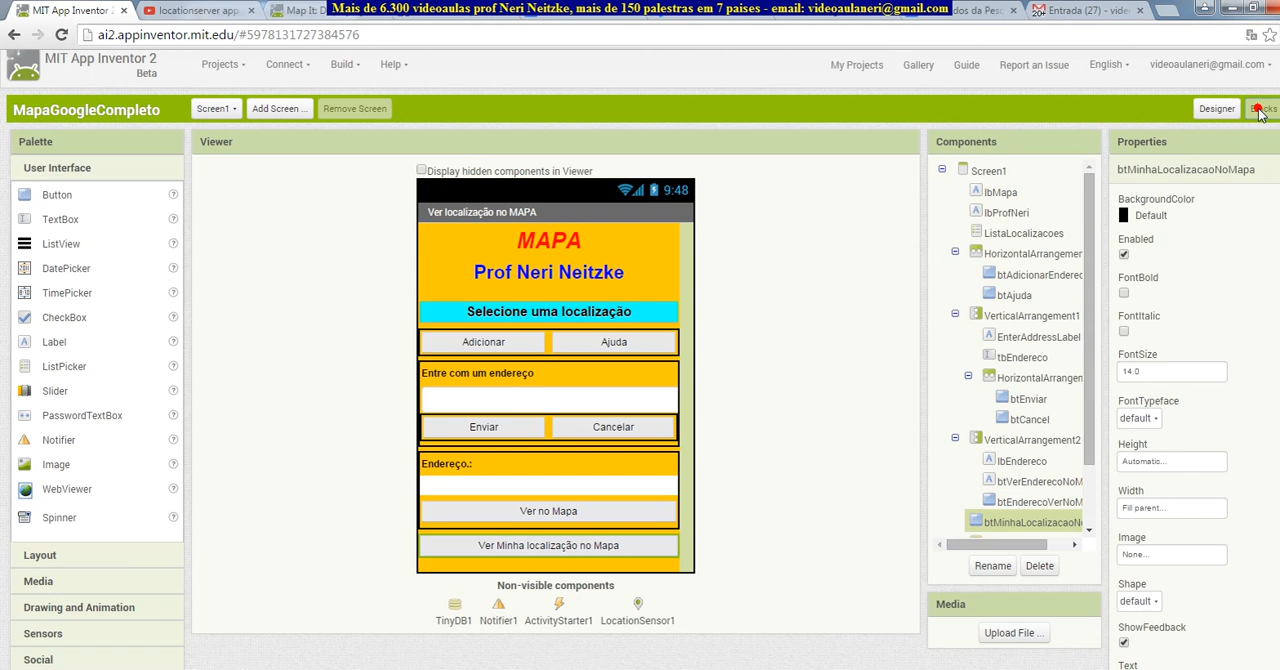 MIT App Inventor 2
locationserver app.
Map It: D
Mais de 6.300 videoaulas prof Neri Neitzke, mais de 150 palestras em 7 paises - email: videoaulaneri@gmail.com
dos da Pes
Entrada (27) - vide
ai2.appinventor.mit.edu/#5978131727384576
MIT App Inventor 2
Beta
Projects
Connect
Build
Help
My Projects
Gallery
Guide
Report an Issue
English
videoaulaneri@gmail.com
MapaGoogleCompleto
Screen1
Add Screen ...
Remove Screen
Designer
Palette
Viewer
Components
Properties
User Interface
Button
TextBox
ListView
DatePicker
TimePicker
CheckBox
Label
ListPicker
Slider
PasswordTextBox
Notifier
Image
WebViewer
Spinner
Layout
Media
Drawing and Animation
Sensors
Social
Display hidden components in Viewer
9:48
Ver localização no MAPA
MAPA
Prof Neri Neitzke
Selecione uma localização
Adicionar
Ajuda
Entre com um endereço
Enviar
Cancelar
Endereço.:
Ver no Mapa
Ver Minha localização no Mapa
Non-visible components
TinyDB1
Notifier1
ActivityStarter1
LocationSensor1
Screen1
lbMapa
lbProfNeri
ListaLocalizacoes
HorizontalArrangemer
btAdicionarEnderec
btAjuda
VerticalArrangement1
EnterAddressLabel
tbEndereco
HorizontalArrangen
btEnviar
btCancel
VerticalArrangement2
lbEndereco
btVerEnderecoNoM
btEnderecoVerNoM
btMinhaLocalizacaoNo
Rename
Delete
Media
Upload File ...
btMinhaLocalizacaoNoMapa
BackgroundColor
Default
Enabled
FontBold
FontItalic
FontSize
14.0
FontTypeface
default
Height
Automatic...
Width
Fill parent...
Image
None...
Shape
default
ShowFeedback
Text